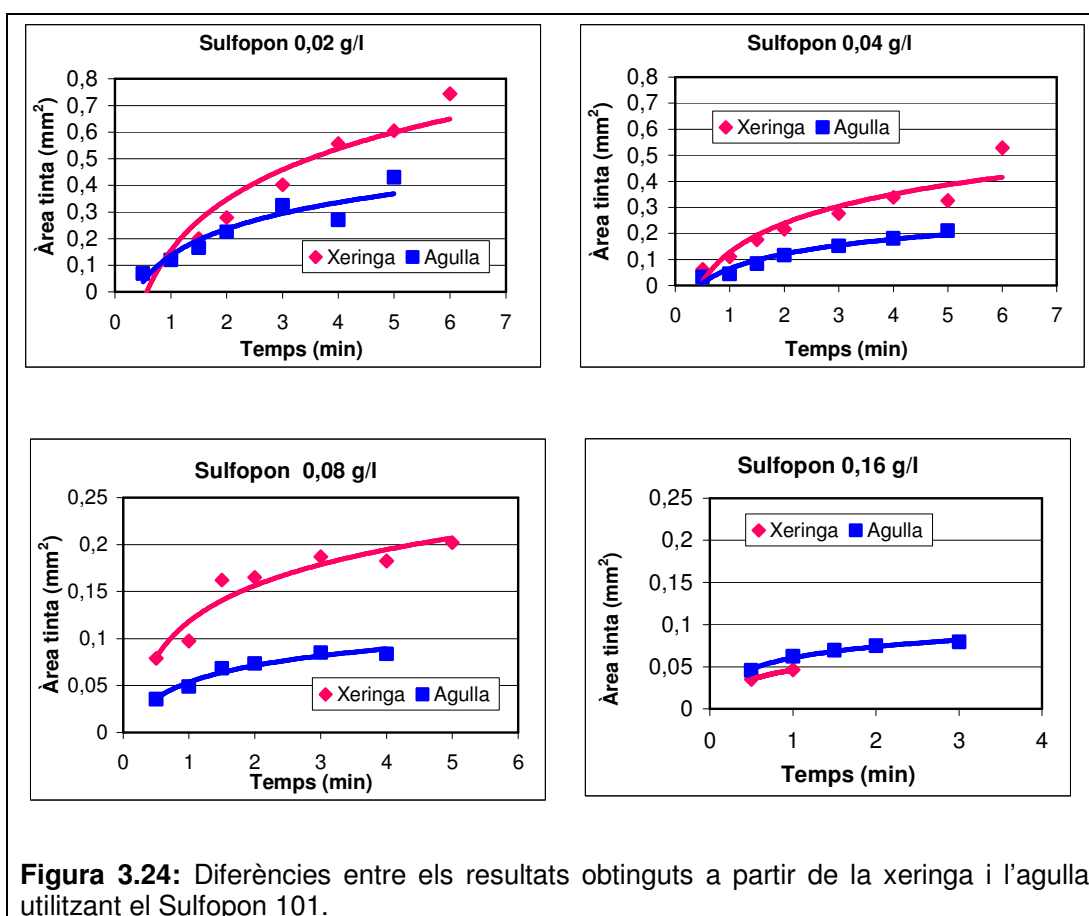 Sulfopon 0,02 g/l
Àrea tinta (mm²)
0,8
0,7
0,6
0,5
0,4
0,3
0,2
0,1
0
Xeringa Agulla
0 1 2 3 4 5 6 7
Temps (min)
Sulfopon 0,04 g/l
Àrea tinta (mm²)
0,8
0,7
0,6
0,5
0,4
0,3
0,2
0,1
0
Xeringa Agulla
0 1 2 3 4 5 6 7
Temps (min)
Sulfopon 0,08 g/l
Àrea tinta (mm²)
0,25
0,2
0,15
0,1
0,05
0
Xeringa Agulla
0 1 2 3 4 5 6
Temps (min)
Sulfopon 0,16 g/l
Àrea tinta (mm²)
0,25
0,2
0,15
0,1
0,05
0
Xeringa Agulla
0 1 2 3 4
Temps (min)
Figura 3.24: Diferències entre els resultats obtinguts a partir de la xeringa i l'agulla
utilitzant el Sulfopon 101.